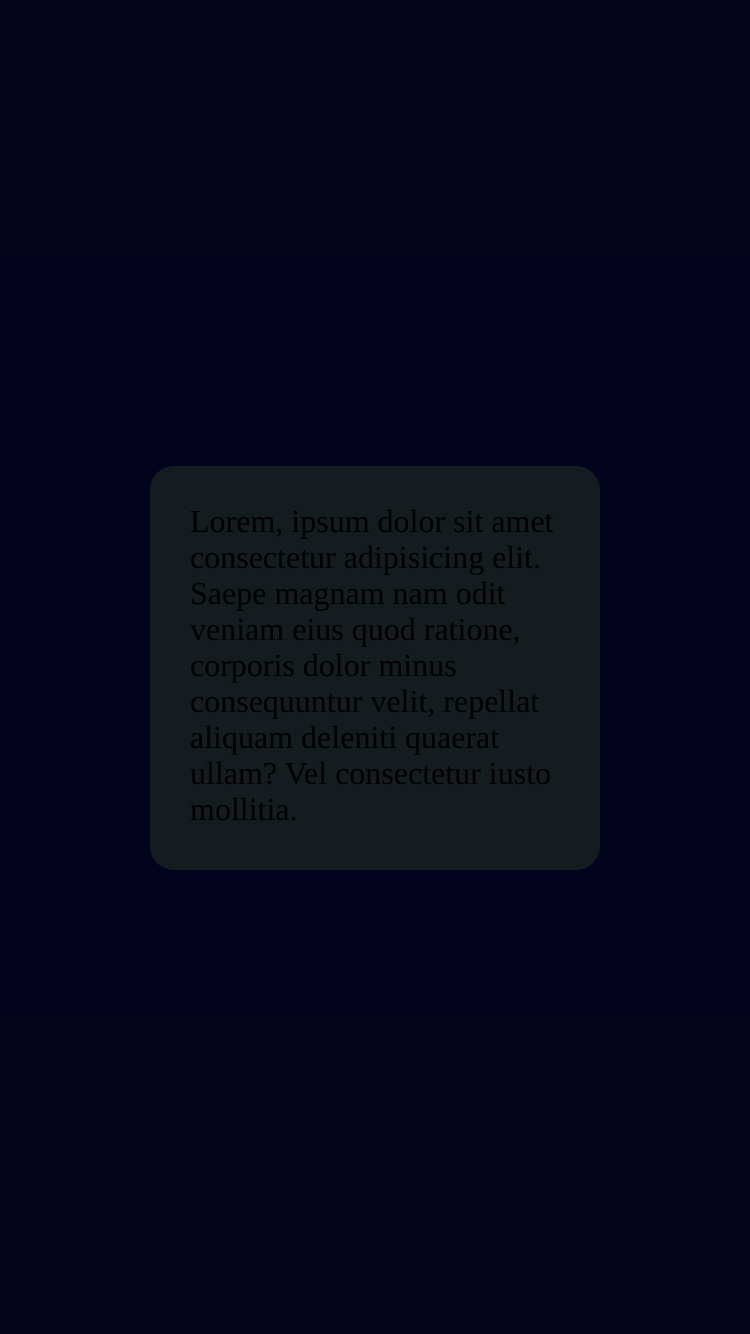 Lorem, ipsum dolor sit amet
consectetur adipisicing elit.
Saepe magnam nam odit
veniam eius quod ratione,
corporis dolor minus
consequuntur velit, repellat
aliquam deleniti quaerat
ullam? Vel consectetur iusto
mollitia.